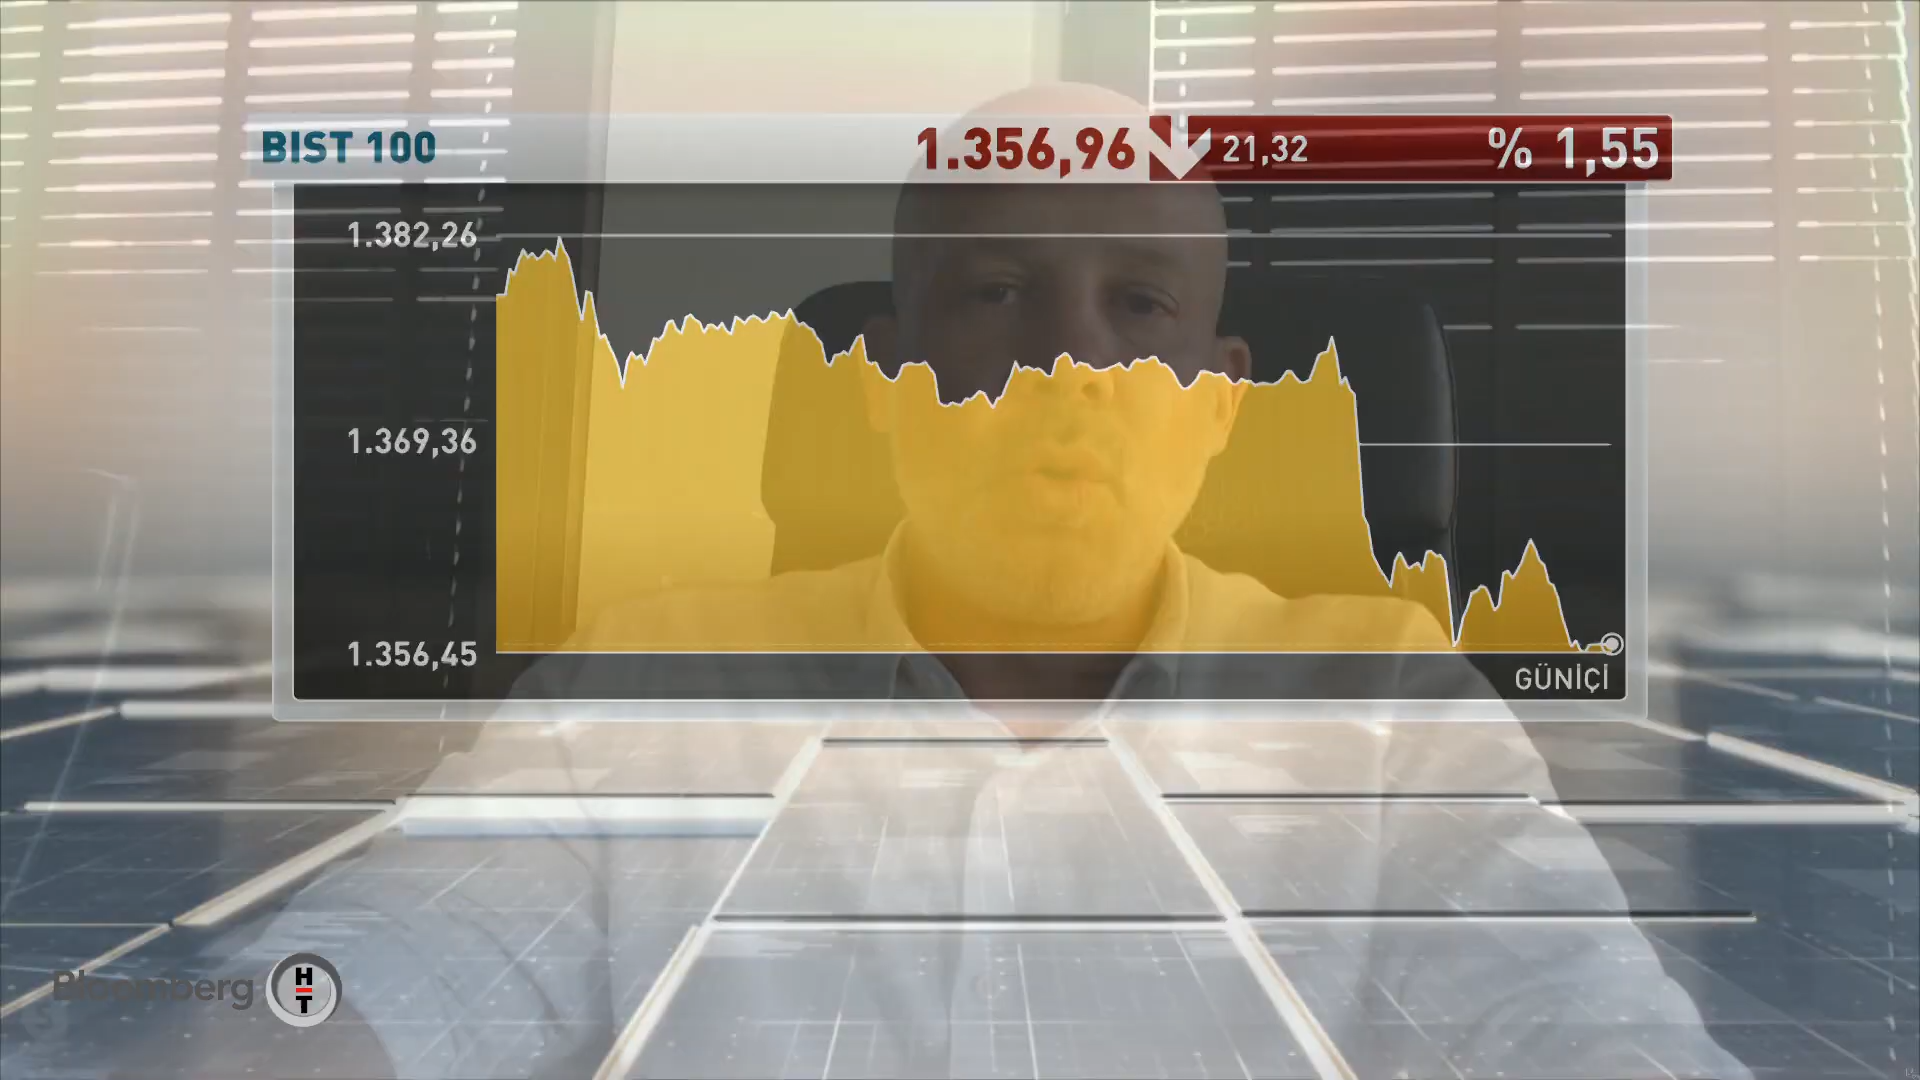 BIST 100
1.356,96
21,32
% 1,55
1.382,26
1.369,36
1.356,45
GÜNİÇİ
Bloomberg
H
T